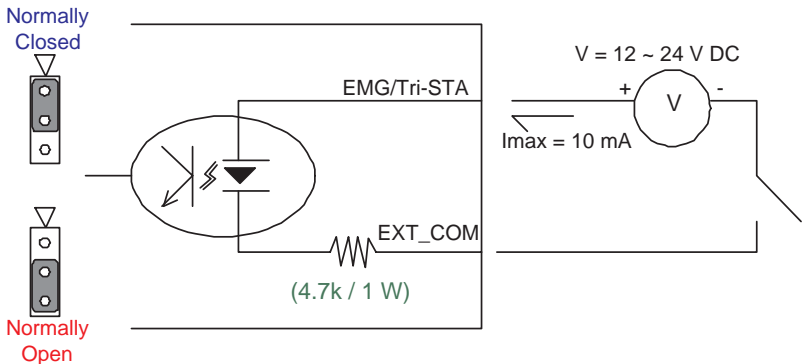 Normally
Closed
V = 12 ~ 24 V DC
EMG/Tri-STA
+
V
-
Imax = 10 mA
EXT_COM
(4.7k / 1 W)
Normally
Open